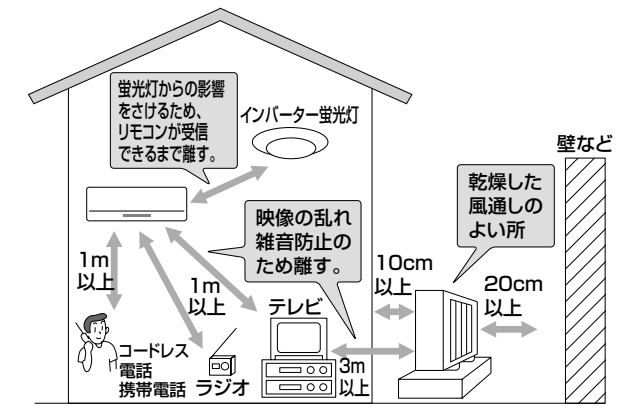 蛍光灯からの影響
をさけるため、
リモコンが受信
できるまで離す。
インバーター蛍光灯
壁など
乾燥した
風通しの
よい所
映像の乱れ
雑音防止の
ため離す。
1m
以上
1m
以上
10cm
以上
20cm
以上
テレビ
コードレス
電話
携帯電話
ラジオ
3m
以上